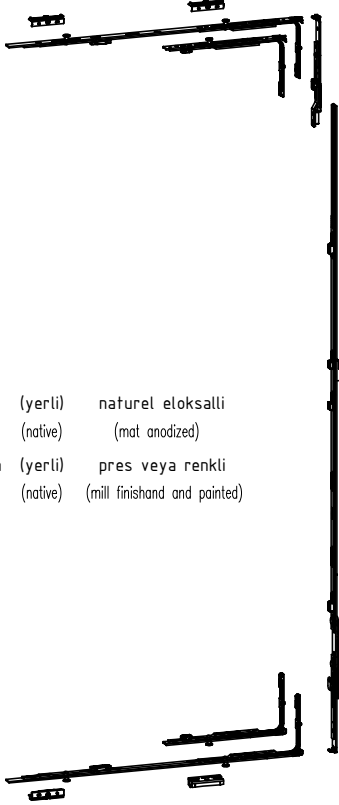 (yerli) naturel eloksalli
(native) (mat anodized)
(yerli) pres veya renkli
(native) (mill finishand and painted)